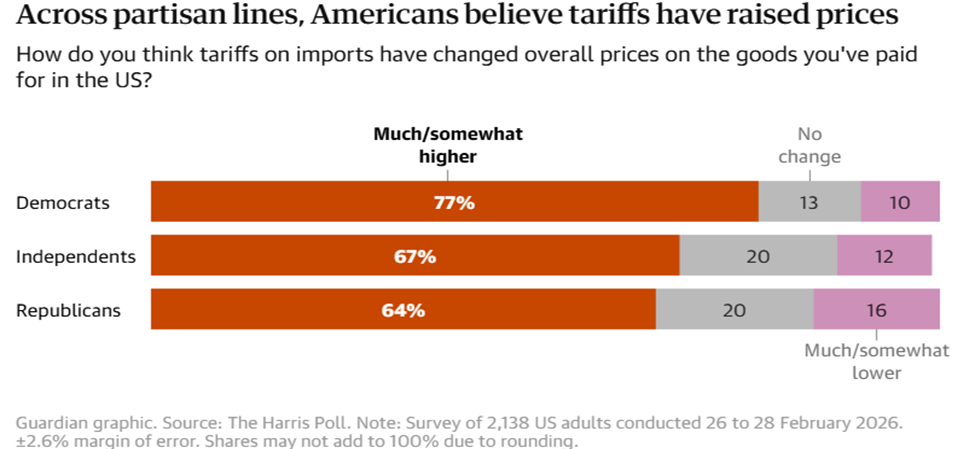 Across partisan lines, Americans believe tariffs have raised prices
How do you think tariffs on imports have changed overall prices on the goods you've paid
for in the US?
Much/somewhat
higher
No
change
Democrats 77% 13 10
Independents 67% 20 12
Republicans 64% 20 16
Much/somewhat
lower
Guardian graphic. Source: The Harris Poll. Note: Survey of 2,138 US adults conducted 26 to 28 February 2026.
±2.6% margin of error. Shares may not add to 100% due to rounding.